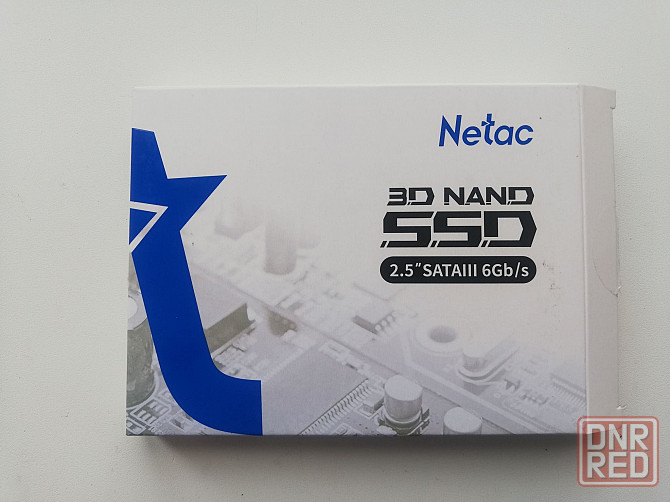 Netac
3D NAND
SSD
2.5"SATAIII 6Gb/s
DNR
RED